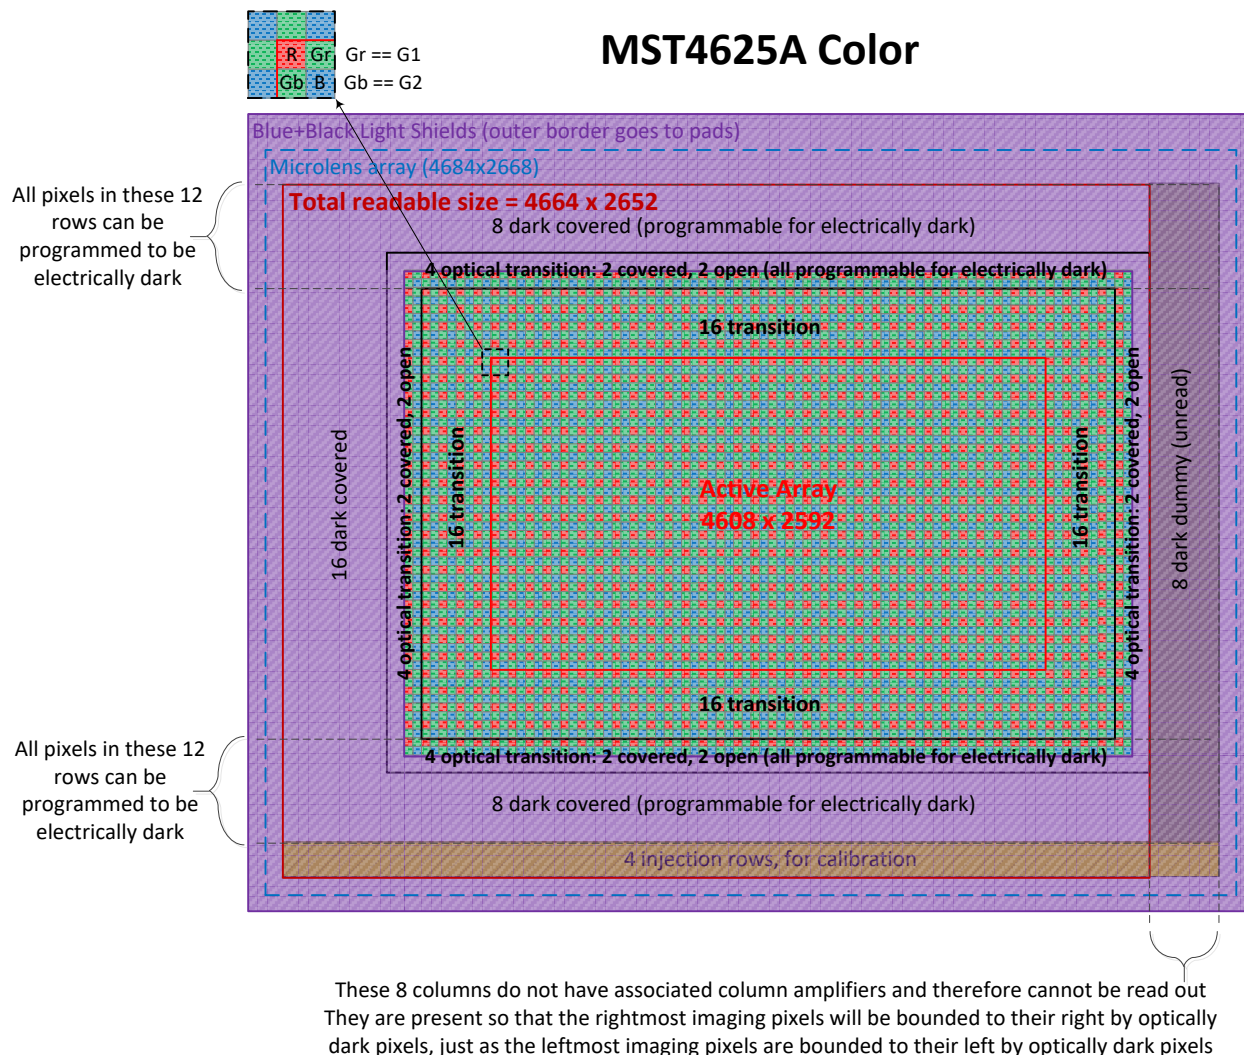 MST4625A Color
R Gr Gr == G1
Gb B Gb == G2
Blue+Black Light Shields (outer border goes to pads)
Microlens array (4684x2668)
All pixels in these 12
rows can be
programmed to be
electrically dark
Total readable size = 4664 x 2652
8 dark covered (programmable for electrically dark)
4 optical transition: 2 covered, 2 open (all programmable for electrically dark)
16 transition
16 dark covered
4 optical transition: 2 covered, 2 open
16 transition
Active Array
4608 x 2592
16 transition
4 optical transition: 2 covered, 2 open
8 dark dummy (unread)
16 transition
4 optical transition: 2 covered, 2 open (all programmable for electrically dark)
All pixels in these 12
rows can be
programmed to be
electrically dark
8 dark covered (programmable for electrically dark)
4 injection rows, for calibration
These 8 columns do not have associated column amplifiers and therefore cannot be read out
They are present so that the rightmost imaging pixels will be bounded to their right by optically
dark pixels, just as the leftmost imaging pixels are bounded to their left by optically dark pixels